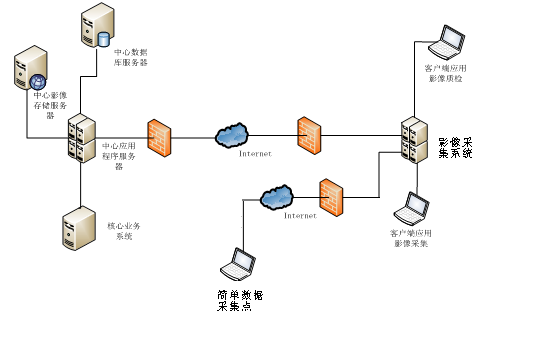 中心数据
库服务器
中心影像
存储服务
器
中心应用
程序服务
器
核心业务
系统
Internet
Internet
简单数据
采集点
客户端应用
影像质检
影像采
集系统
客户端应用
影像采集